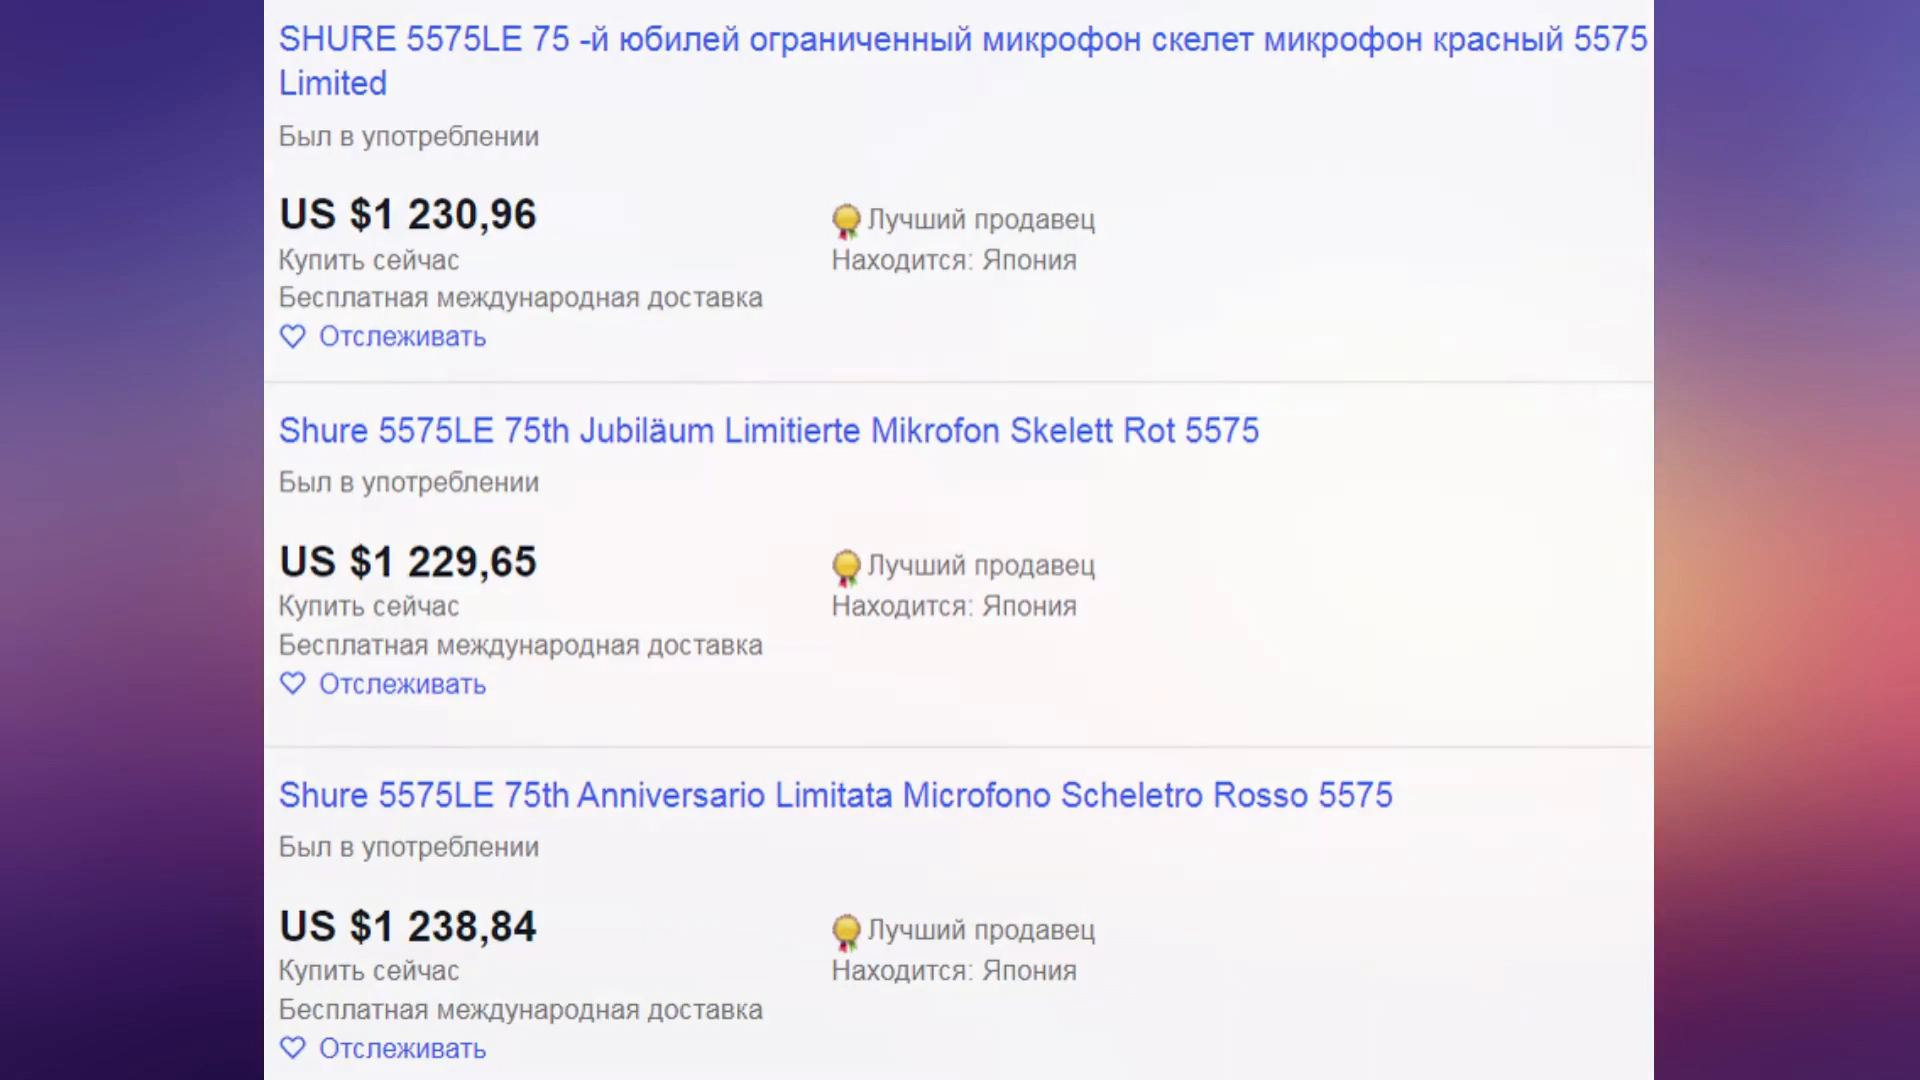 SHURE 5575LE 75 -й юбилей ограниченный микрофон скелет микрофон красный 5575
Limited
Был в употреблении
US $1 230,96
Лучший продавец
Купить сейчас
Находится: Япония
Бесплатная международная доставка
Отслеживать
Shure 5575LE 75th Jubiläum Limitierte Mikrofon Skelett Rot 5575
Был в употреблении
US $1 229,65
Лучший продавец
Купить сейчас
Находится: Япония
Бесплатная международная доставка
Отслеживать
Shure 5575LE 75th Anniversario Limitata Microfono Scheletro Rosso 5575
Был в употреблении
US $1 238,84
Лучший продавец
Купить сейчас
Находится: Япония
Бесплатная международная доставка
Отслеживать